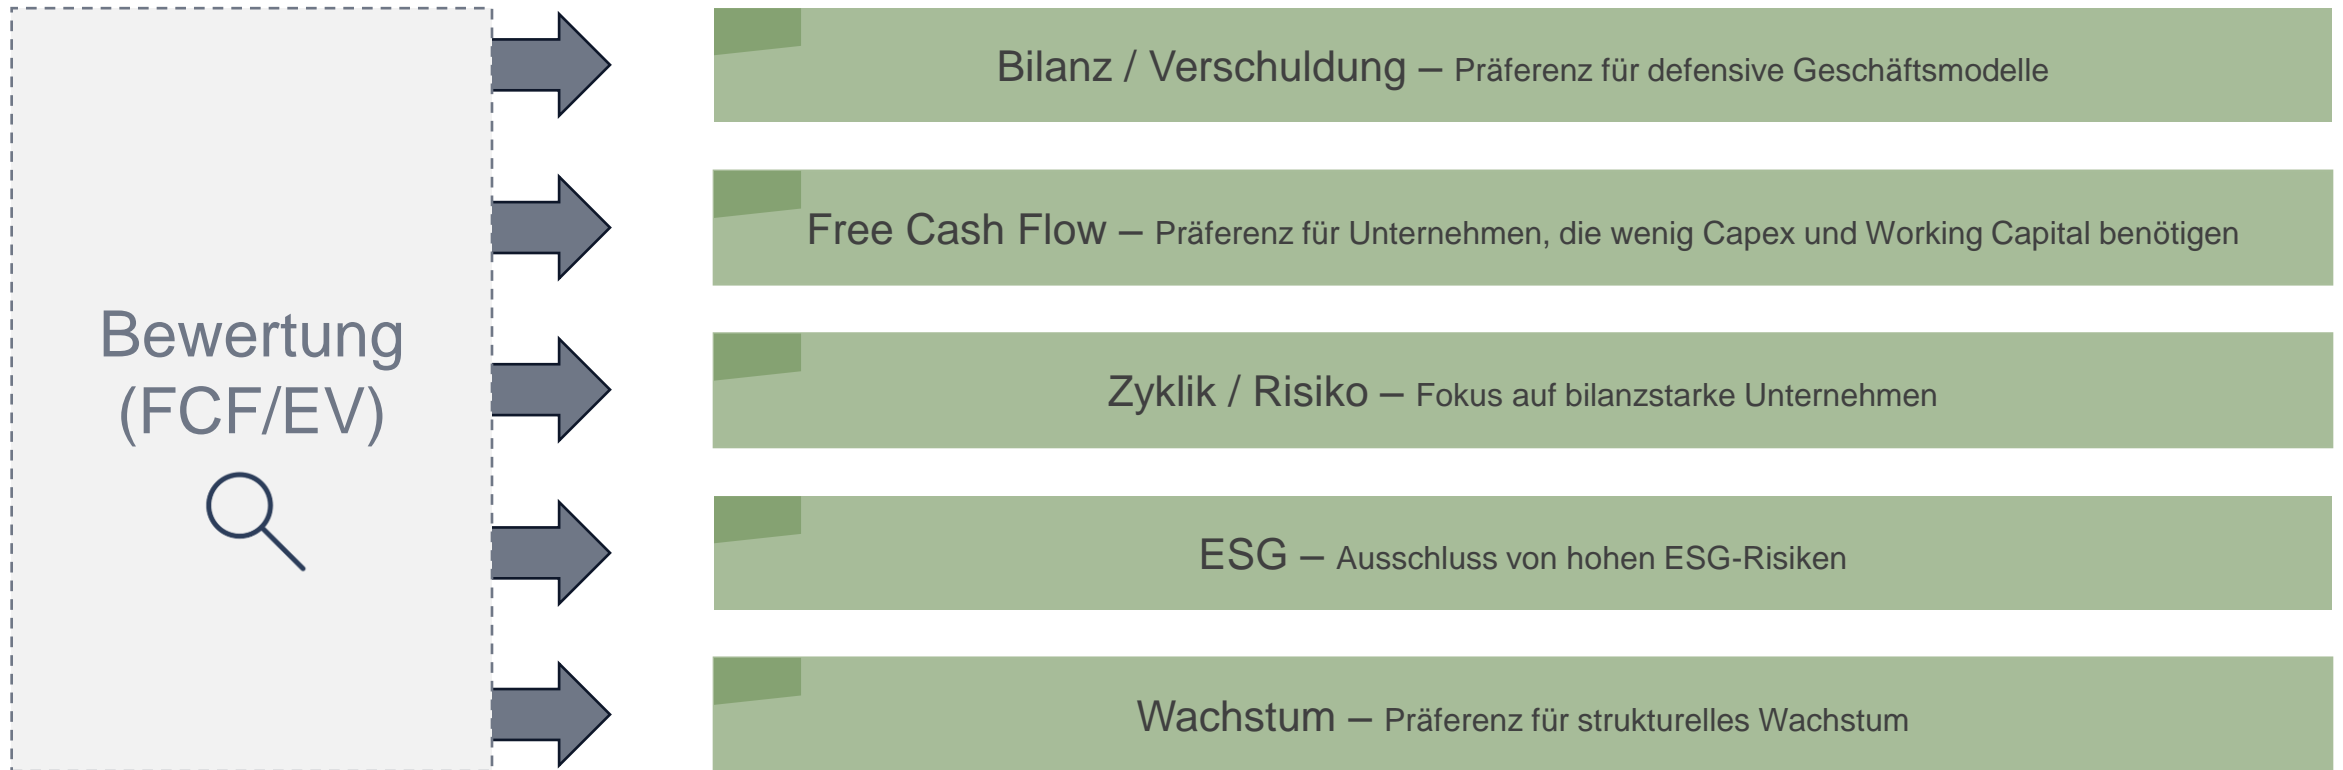 Bewertung
(FCF/EV)
Bilanz / Verschuldung – Präferenz für defensive Geschäftsmodelle
Free Cash Flow – Präferenz für Unternehmen, die wenig Capex und Working Capital benötigen
Zyklik / Risiko – Fokus auf bilanzstarke Unternehmen
ESG – Ausschluss von hohen ESG-Risiken
Wachstum – Präferenz für strukturelles Wachstum